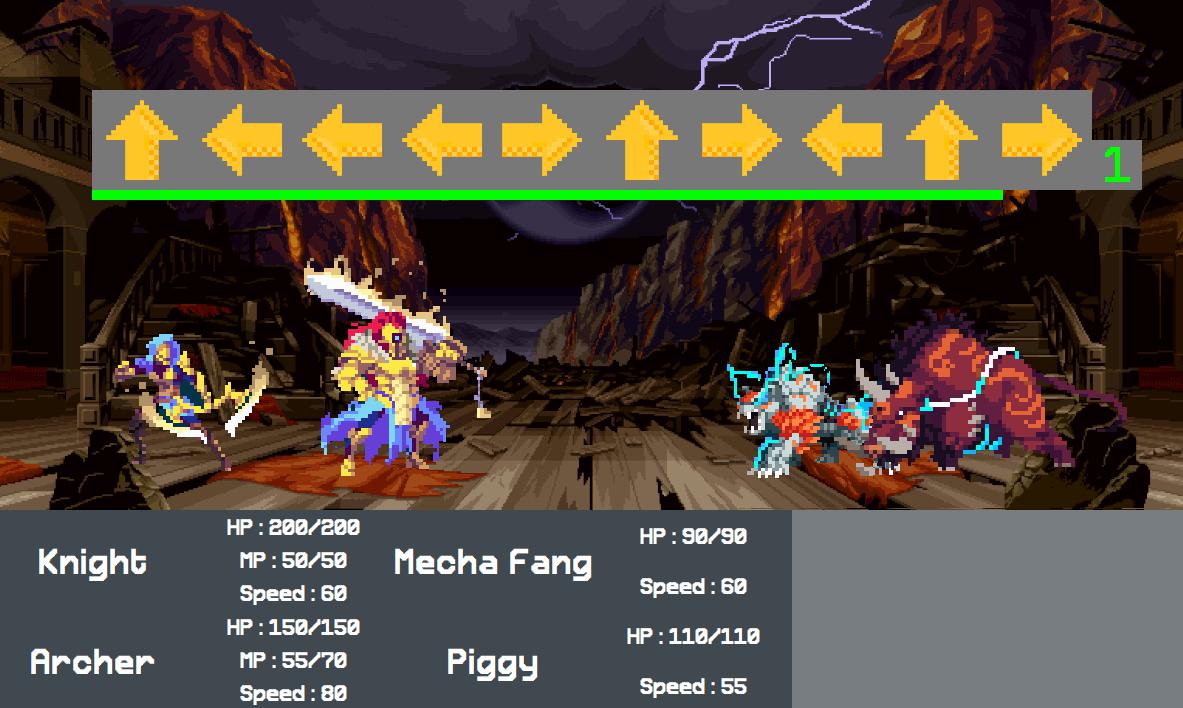 1
Knight
HP : 200/200
MP : 50/50
Speed : 60
Mecha Fang
HP : 90/90
Speed : 60
Archer
HP : 150/150
MP : 55/70
Speed : 80
Piggy
HP : 110/110
Speed : 55